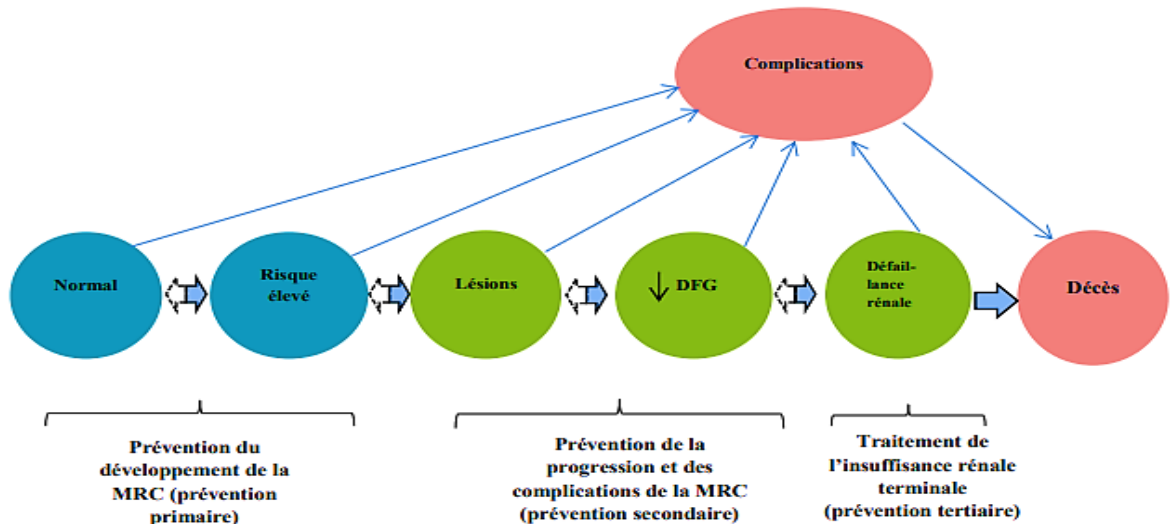 Complications
Normal
Risque
élevé
Lésions
↓ DFG
Défail-
lance
rénale
Décès
Prévention du
développement de la
MRC (prévention
primaire)
Prévention de la
progression et des
complications de la MRC
(prévention secondaire)
Traitement de
l’insuffisance rénale
terminale
(prévention tertiaire)